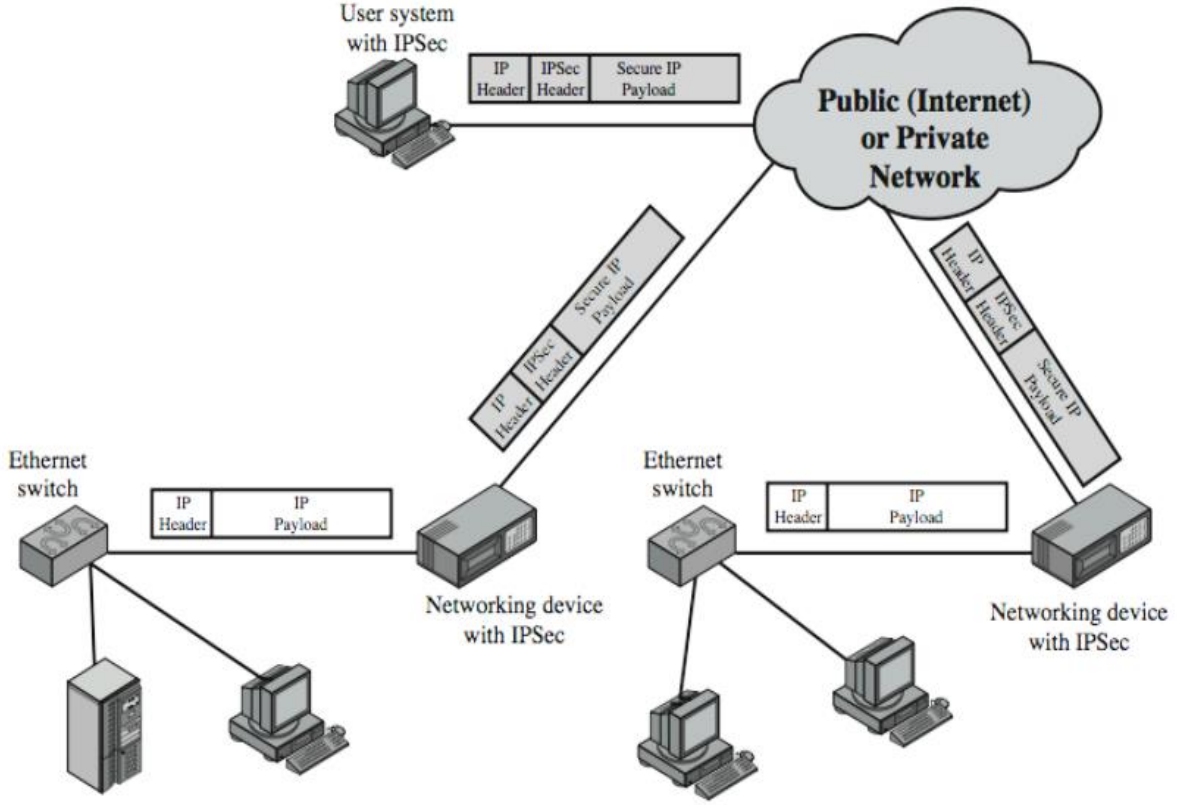 User system
with IPSec
IP
Header
IPSec
Header
Secure IP
Payload
Public (Internet)
or Private
Network
IP
Header
IPSec
Header
Secure IP
Payload
IP
Header
IPSec
Header
Secure IP
Payload
Ethernet
switch
IP
Header
IP
Payload
Networking device
with IPSec
Ethernet
switch
IP
Header
IP
Payload
Networking device
with IPSec